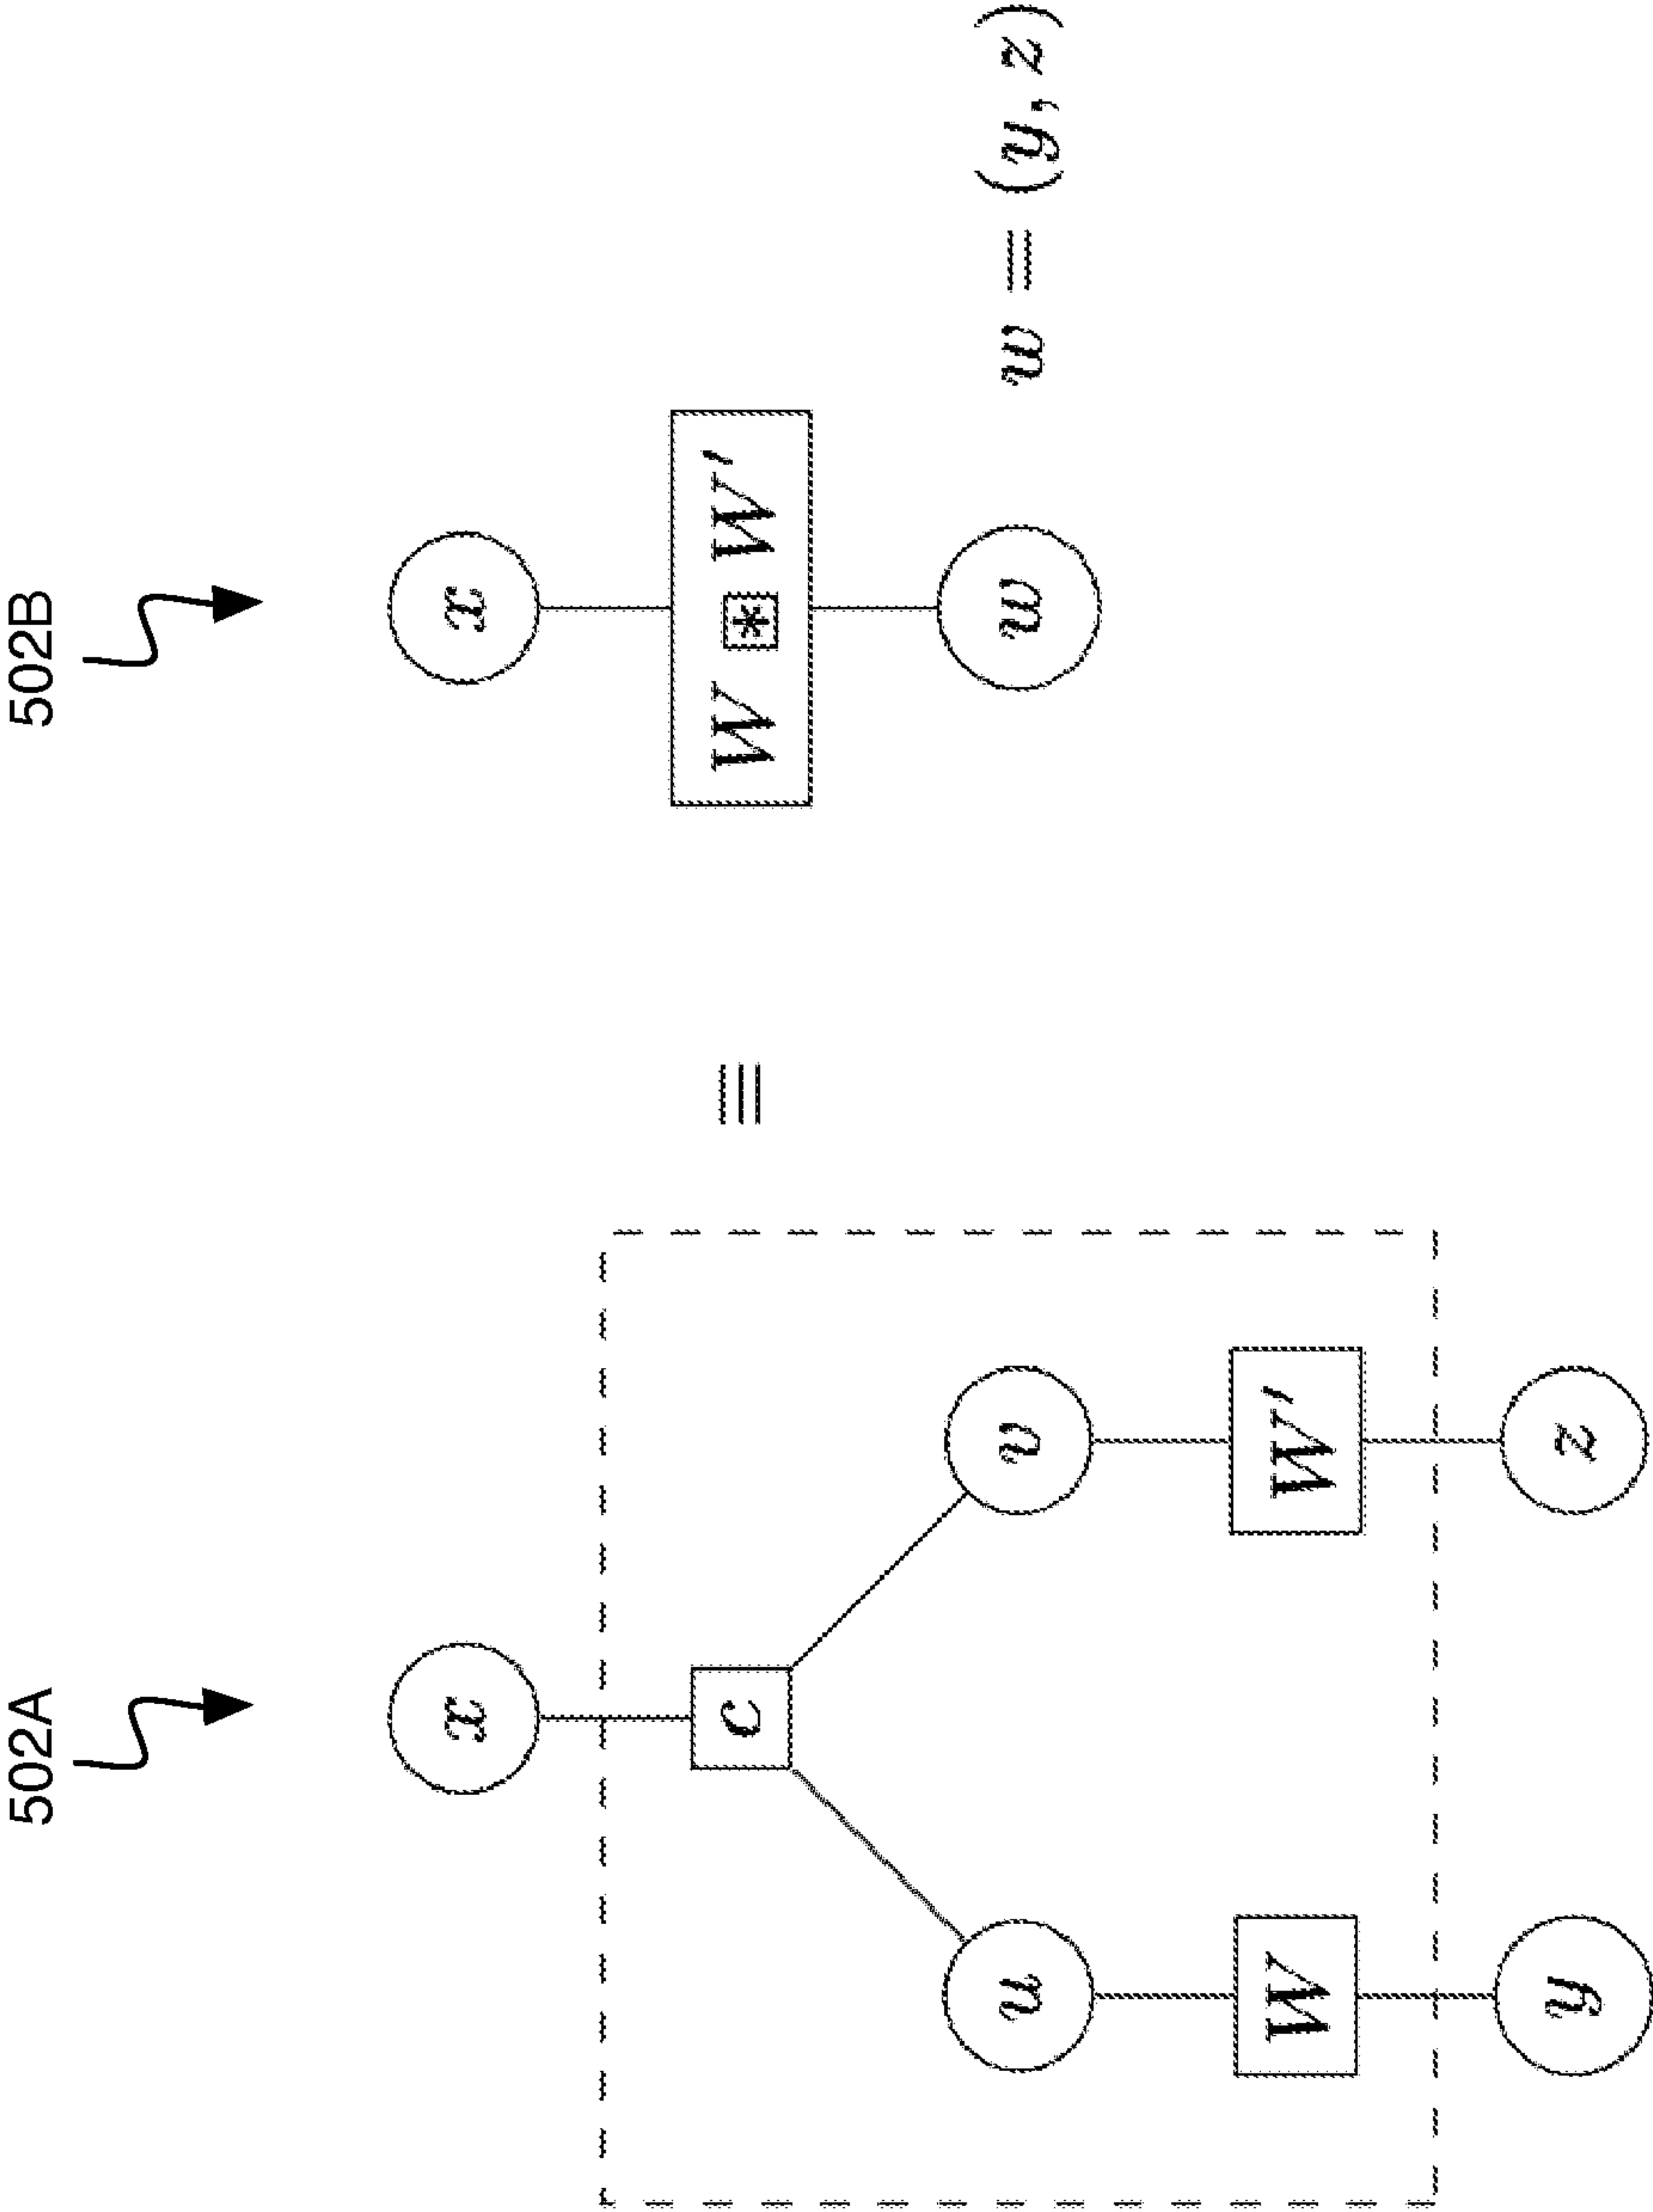 502A
502B
x
x
c
≡
W ⊛ W′
u
v
w
w = (y, z)
W
W′
y
z